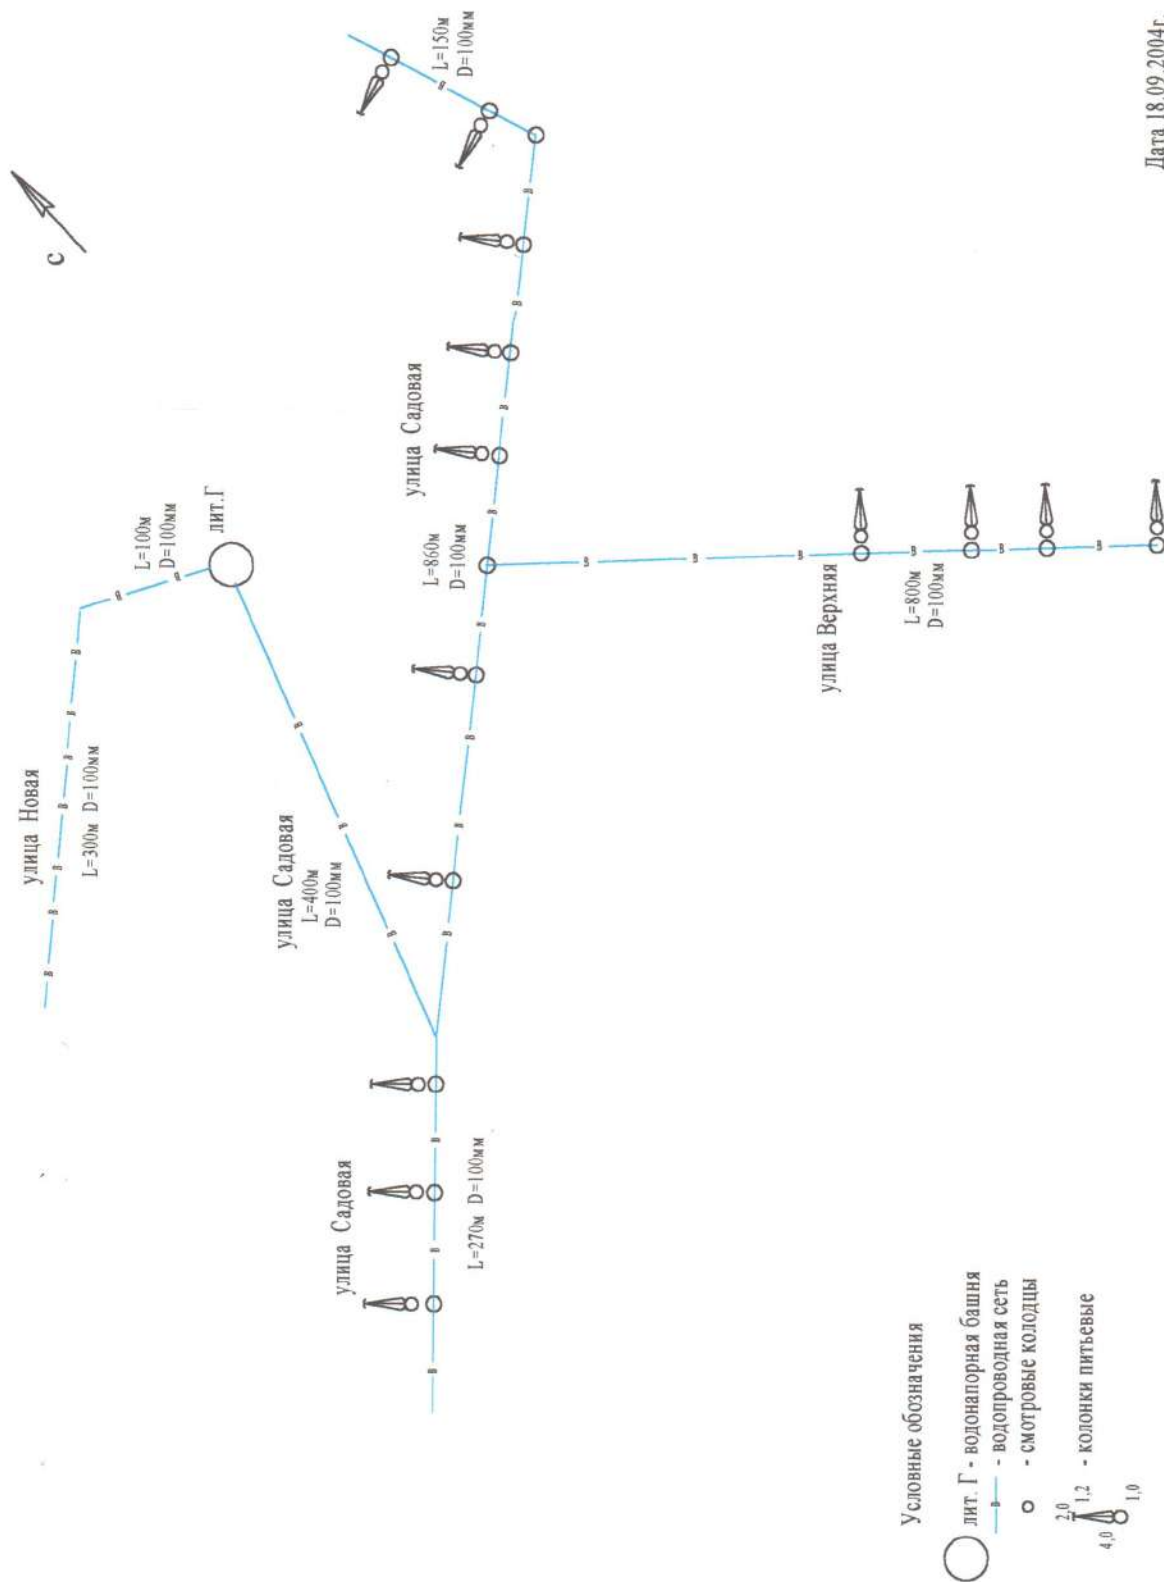 улица Новая
L=300м D=100мм
L=100м
D=100мм
лит.Г
с
L=150м
D=100мм
улица Садовая
L=400м
D=100мм
улица Садовая
L=860м
D=100мм
улица Садовая
L=270м D=100мм
улица Верхняя
L=800м
D=100мм
Условные обозначения
лит. Г - водонапорная башня
в - водопроводная сеть
- смотровые колодцы
2,0
1,2
4,0
1,0
- колонки питьевые
Дата 18.09.2004г.